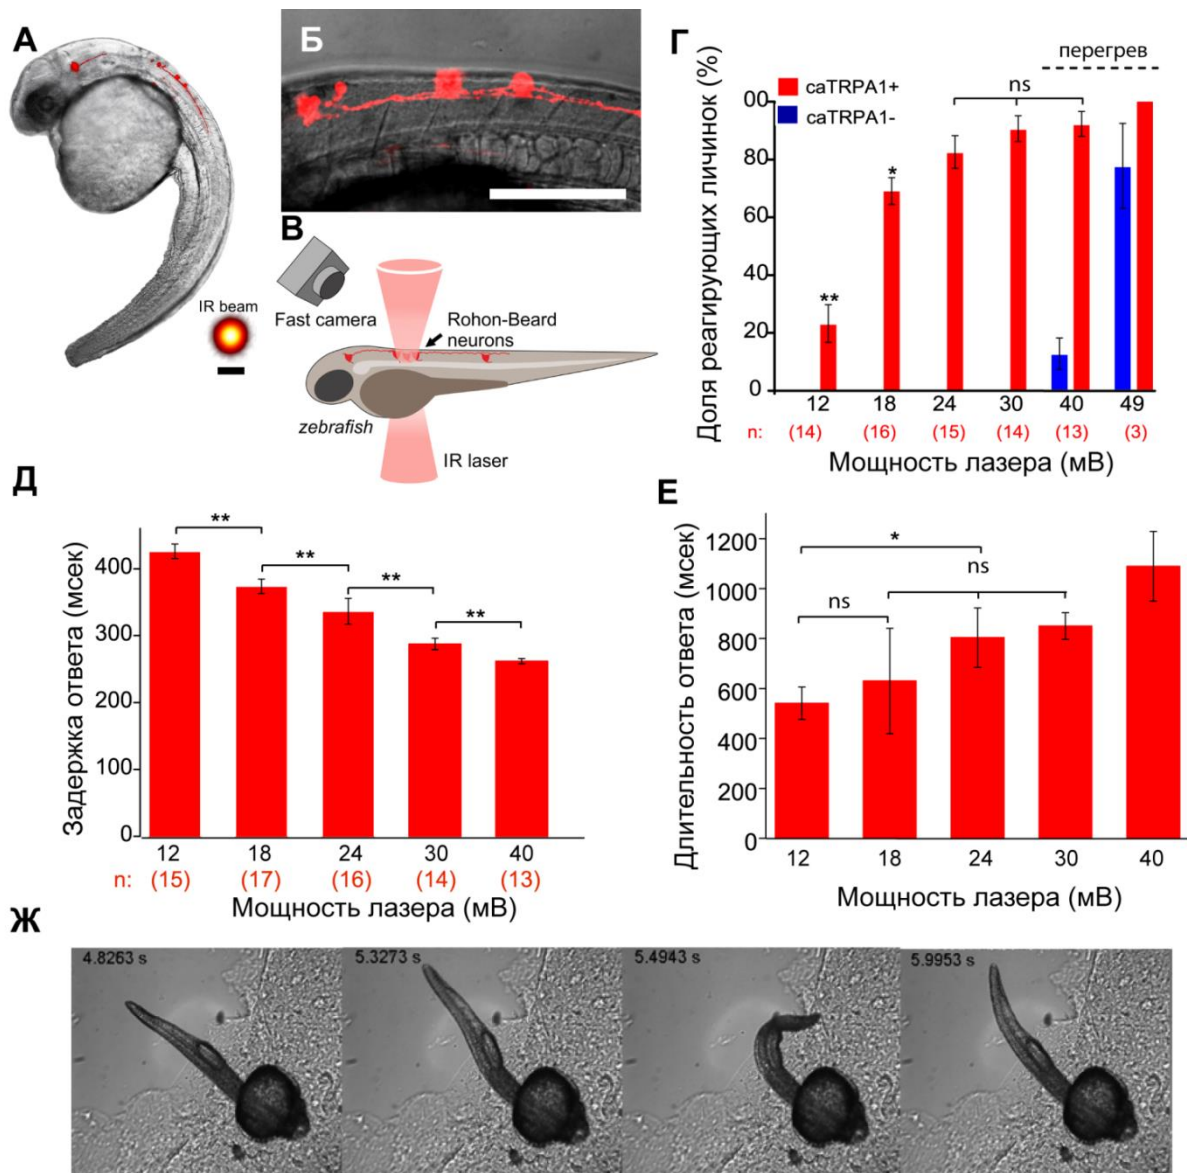 А
IR beam
Б
В
Fast camera
Rohon-Beard
neurons
zebrafish
IR laser
Г
перегрев
caTRPA1+
caTRPA1-
ns
*
**
Доля реагирующих личинок (%)
00
80
60
40
20
0
12 18 24 30 40 49
n: (14) (16) (15) (14) (13) (3)
Мощность лазера (мВ)
Д
** ** ** **
Задержка ответа (мсек)
400
300
200
100
0
12 18 24 30 40
n: (15) (17) (16) (14) (13)
Мощность лазера (мВ)
Е
*
ns
ns
Длительность ответа (мсек)
1200
1000
800
600
400
200
0
12 18 24 30 40
Мощность лазера (мВ)
Ж
4.8263 s 5.3273 s 5.4943 s 5.9953 s